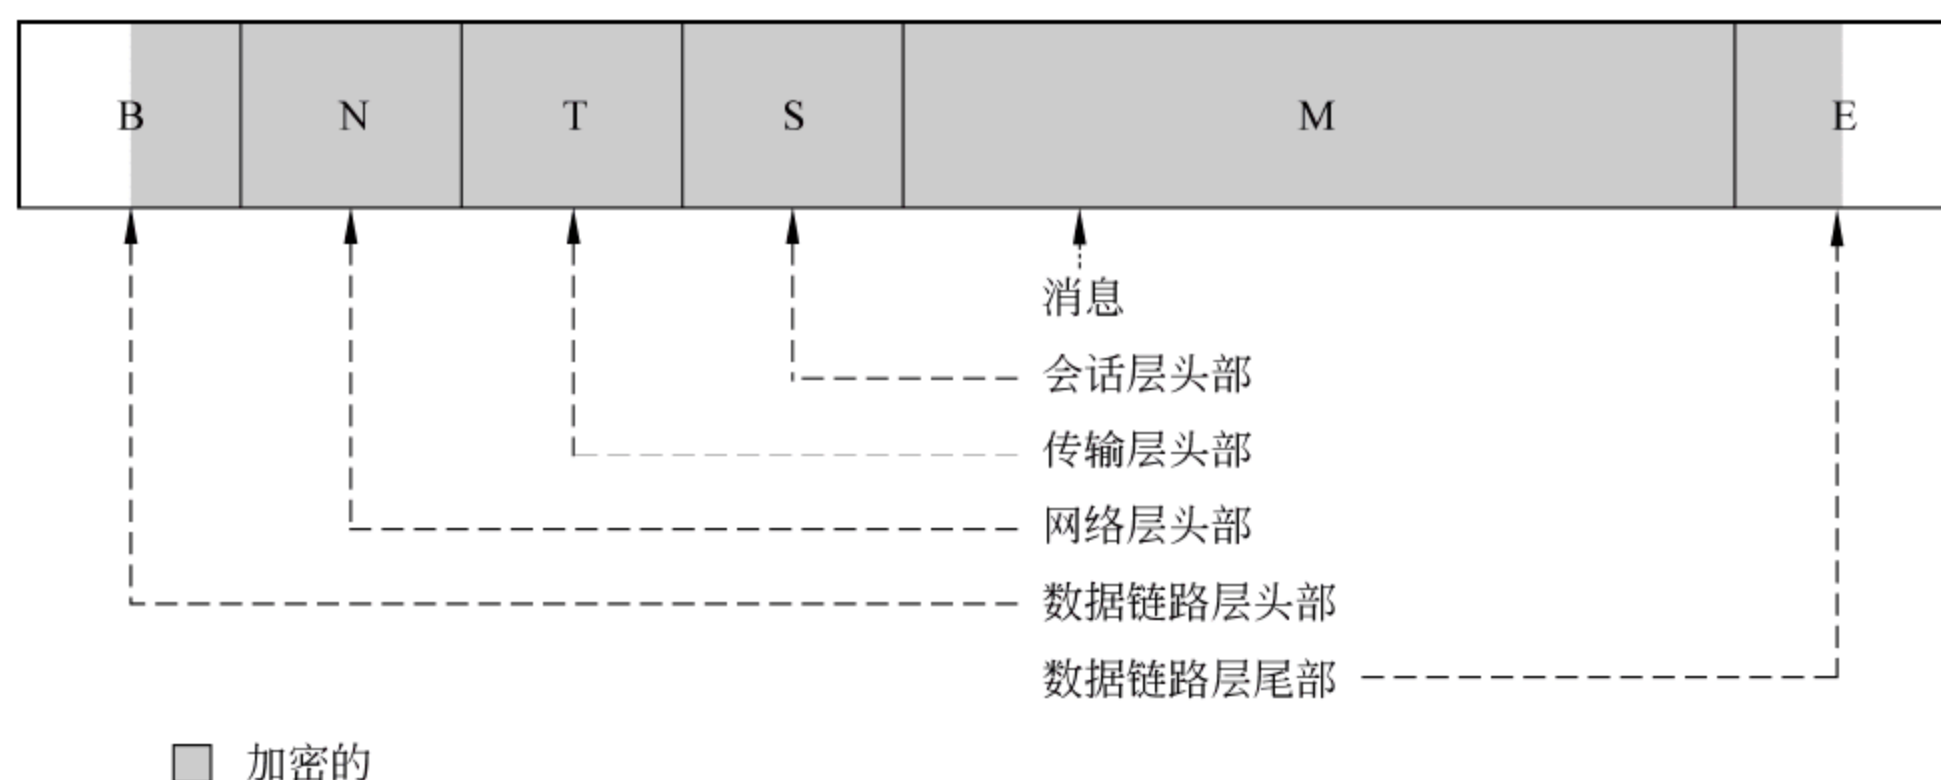 B N T S M E
消息
会话层头部
传输层头部
网络层头部
数据链路层头部
数据链路层尾部
加密的